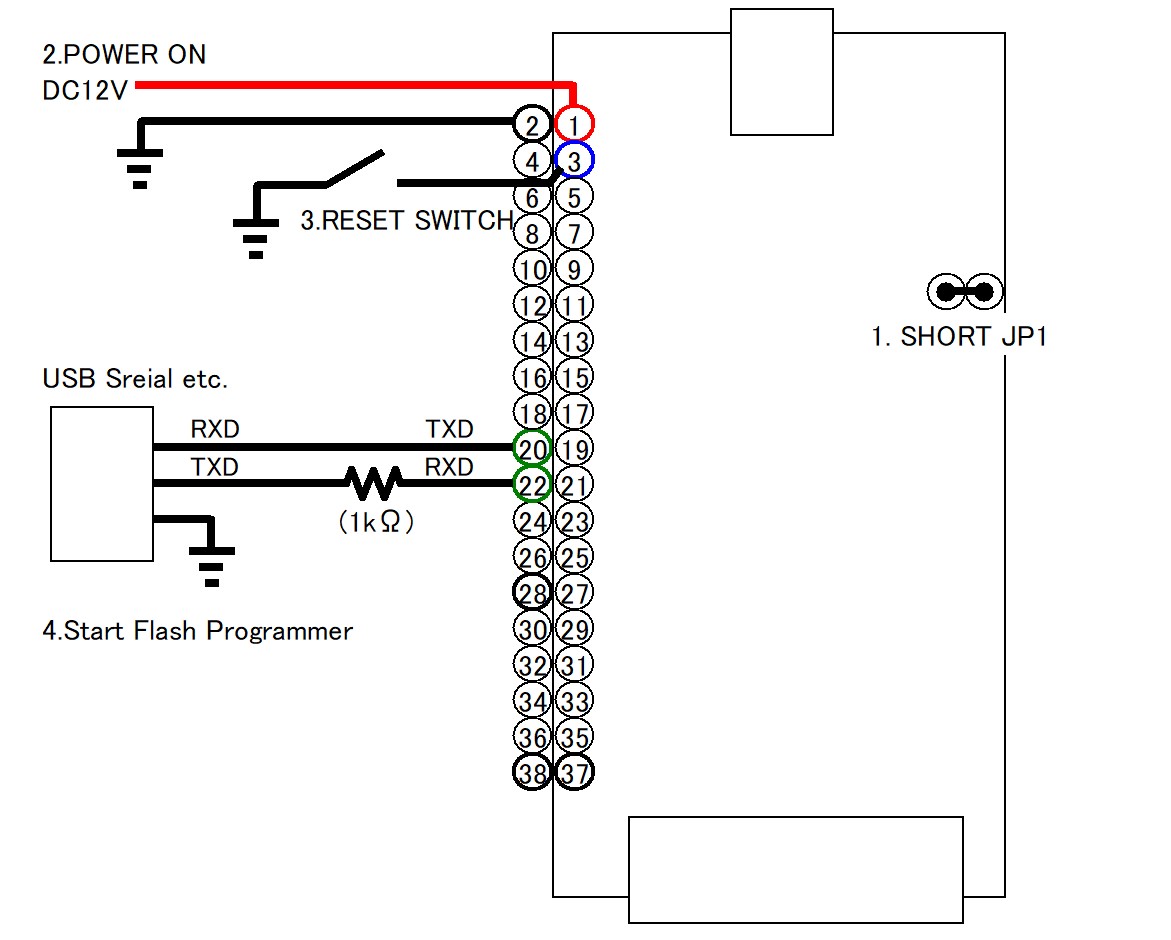 2.POWER ON
DC12V
2 1
4 3
6 5
3.RESET SWITCH
8 7
10 9
12 11
1. SHORT JP1
14 13
16 15
USB Sreial etc.
18 17
RXD TXD
20 19
TXD RXD
22 21
(1kΩ)
24 23
26 25
28 27
4.Start Flash Programmer
30 29
32 31
34 33
36 35
38 37